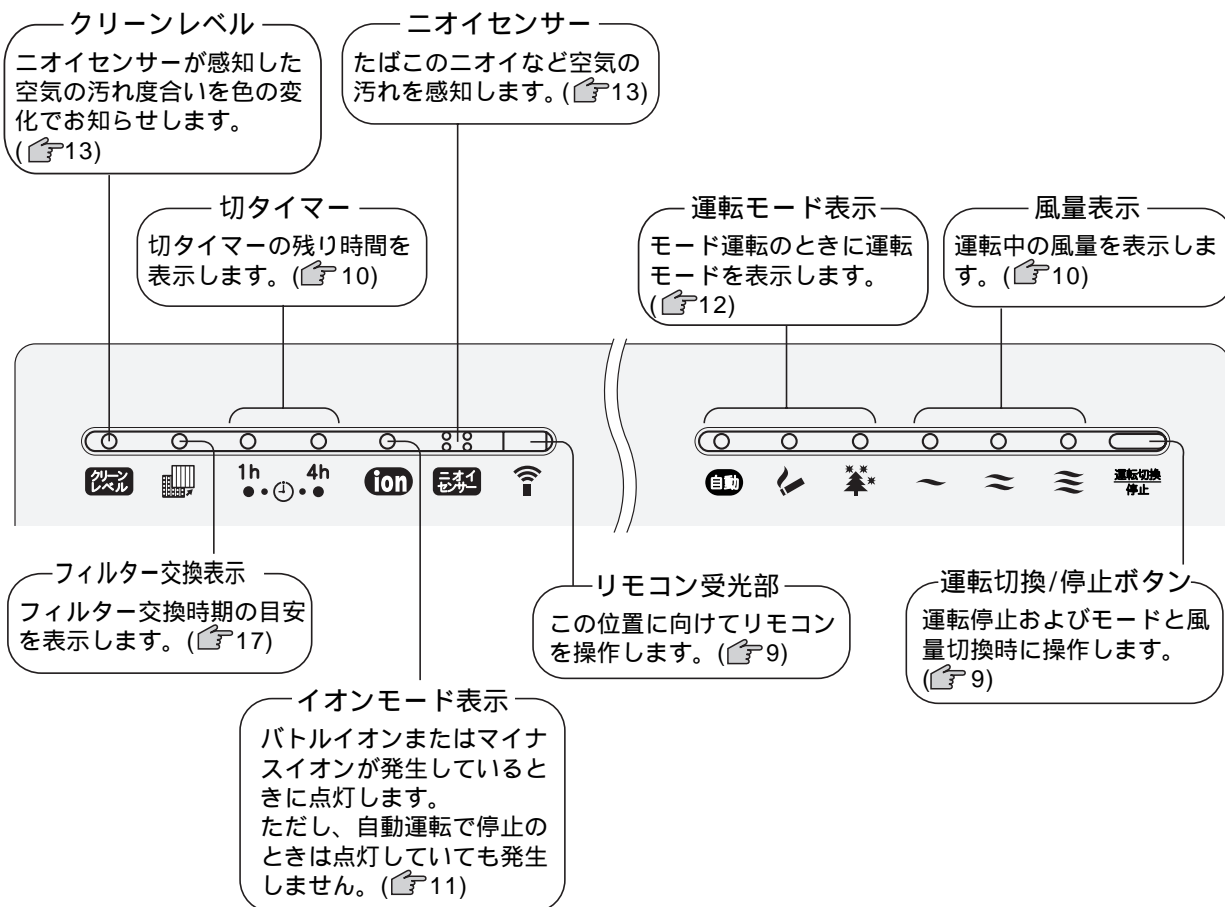 クリーンレベル
ニオイセンサーが感知した
空気の汚れ度合いを色の変
化でお知らせします。
(13)
ニオイセンサー
たばこのニオイなど空気の
汚れを感知します。(13)
切タイマー
切タイマーの残り時間を
表示します。(10)
運転モード表示
モード運転のときに運転
モードを表示します。
(12)
風量表示
運転中の風量を表示しま
す。(10)
クリーン
レベル
1h 4h
ion
ニオイ
センサー
自動
運転切換
停止
フィルター交換表示
フィルター交換時期の目安
を表示します。(17)
リモコン受光部
この位置に向けてリモコン
を操作します。(9)
運転切換/停止ボタン
運転停止およびモードと風
量切換時に操作します。
(9)
イオンモード表示
バトルイオンまたはマイナ
スイオンが発生していると
きに点灯します。
ただし、自動運転で停止の
ときは点灯していても発生
しません。(11)